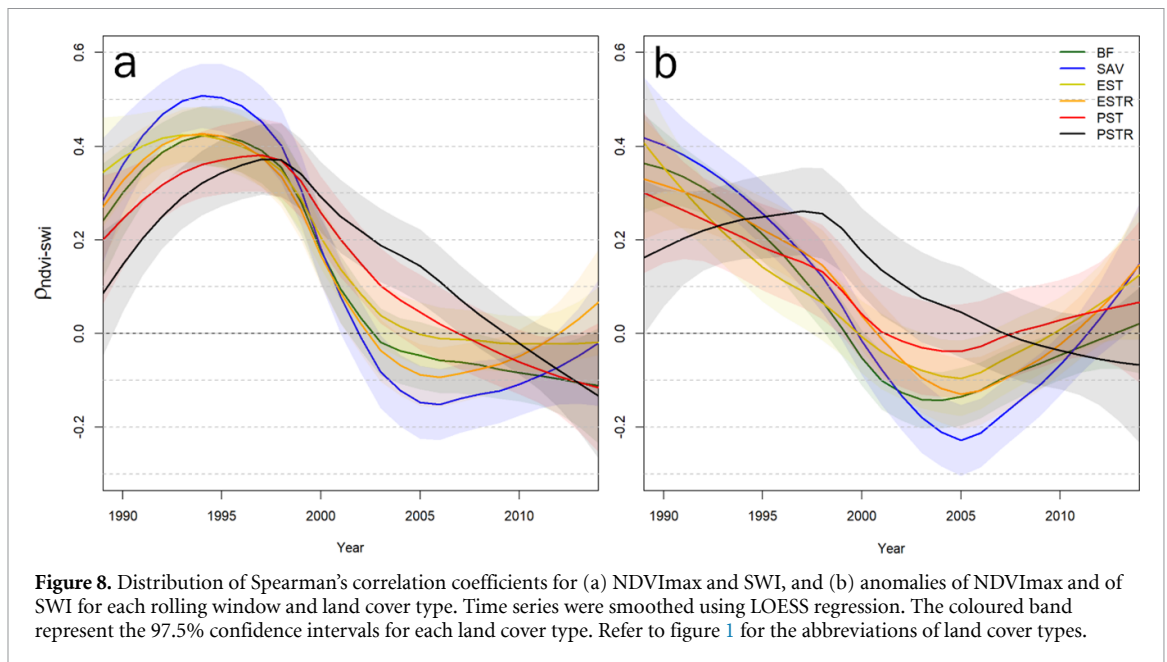 a
0.6
0.4
0.2
0.0
-0.2
ρndvi-swi
1990 1995 2000 2005 2010
Year
b
BF
SAV
EST
ESTR
PST
PSTR
0.6
0.4
0.2
0.0
-0.2
1990 1995 2000 2005 2010
Year
Figure 8. Distribution of Spearman's correlation coefficients for (a) NDVImax and SWI, and (b) anomalies of NDVImax and of
SWI for each rolling window and land cover type. Time series were smoothed using LOESS regression. The coloured band
represent the 97.5% confidence intervals for each land cover type. Refer to figure 1 for the abbreviations of land cover types.